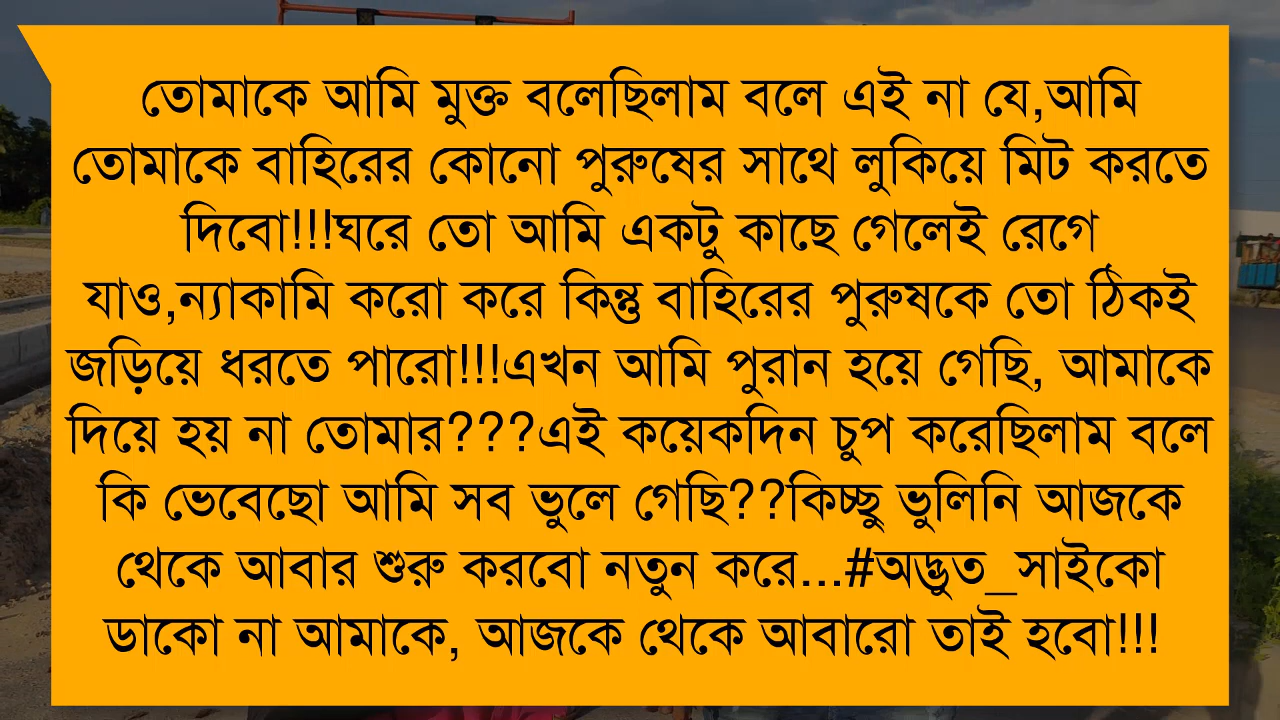 তোমাকে আমি মুক্ত বলেছিলাম বলে এই না যে,আমি
তোমাকে বাহিরের কোনো পুরুষের সাথে লুকিয়ে মিট করতে
দিবো!!!ঘরে তো আমি একটু কাছে গেলেই রেগে
যাও,ন্যাকামি করো করে কিন্তু বাহিরের পুরুষকে তো ঠিকই
জড়িয়ে ধরতে পারো!!!এখন আমি পুরান হয়ে গেছি, আমাকে
দিয়ে হয় না তোমার???এই কয়েকদিন চুপ করেছিলাম বলে
কি ভেবেছো আমি সব ভুলে গেছি??কিচ্ছু ভুলিনি আজকে
থেকে আবার শুরু করবো নতুন করে...#অদ্ভুত_সাইকো
ডাকো না আমাকে, আজকে থেকে আবারো তাই হবো!!!